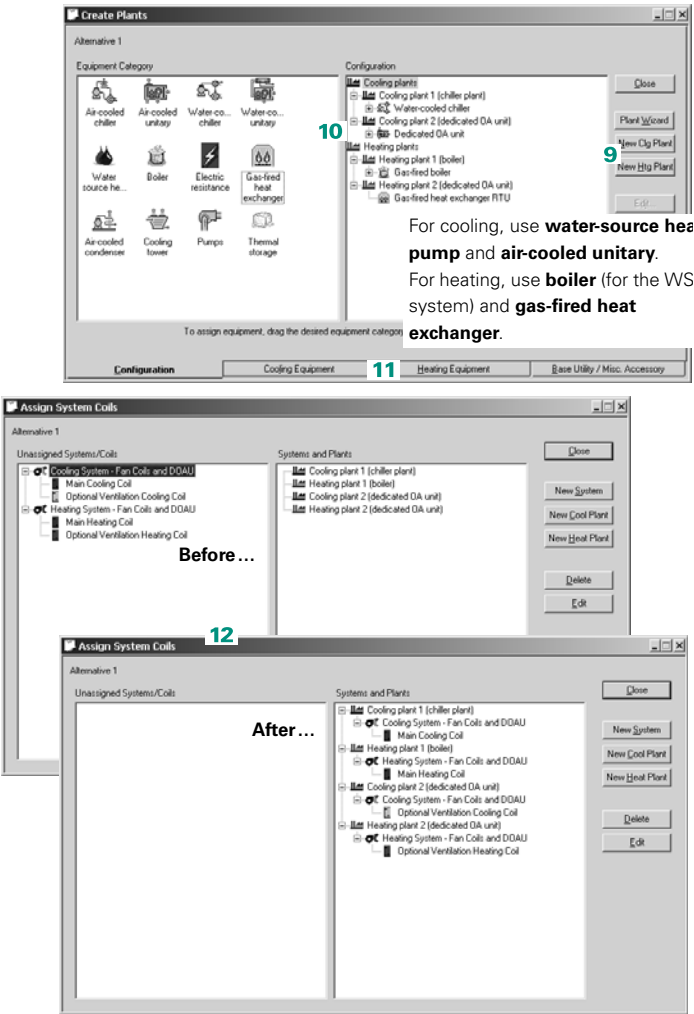 Create Plants
Alternative 1
Equipment Category
Air-cooled chiller
Air-cooled unitary
Water-co... chiller
Water-co... unitary
Water source he...
Boiler
Electric resistance
Gas-fired heat exchanger
Air-cooled condenser
Cooling tower
Pumps
Thermal storage
10
Configuration
Cooling plants
Cooling plant 1 (chiller plant)
Water-cooled chiller
Cooling plant 2 (dedicated OA unit)
Dedicated OA unit
Heating plants
Heating plant 1 (boiler)
Gas-fired boiler
Heating plant 2 (dedicated OA unit)
Gas-fired heat exchanger RTU
Close
Plant Wizard
New Clg Plant
9
New Htg Plant
Edit...
For cooling, use water-source hea
pump and air-cooled unitary.
For heating, use boiler (for the WS
system) and gas-fired heat
exchanger.
To assign equipment, drag the desired equipment category
Configuration
Cooling Equipment
11
Heating Equipment
Base Utility / Misc. Accessory
Assign System Coils
Alternative 1
Unassigned Systems/Coils
Cooling System - Fan Coils and DOAU
Main Cooling Coil
Optional Ventilation Cooling Coil
Heating System - Fan Coils and DOAU
Main Heating Coil
Optional Ventilation Heating Coil
Before...
Systems and Plants
Cooling plant 1 (chiller plant)
Heating plant 1 (boiler)
Cooling plant 2 (dedicated OA unit)
Heating plant 2 (dedicated OA unit)
Close
New System
New Cool Plant
New Heat Plant
Delete
Edit
12
Assign System Coils
Alternative 1
Unassigned Systems/Coils
After...
Systems and Plants
Cooling plant 1 (chiller plant)
Cooling System - Fan Coils and DOAU
Main Cooling Coil
Heating plant 1 (boiler)
Heating System - Fan Coils and DOAU
Main Heating Coil
Cooling plant 2 (dedicated OA unit)
Cooling System - Fan Coils and DOAU
Optional Ventilation Cooling Coil
Heating plant 2 (dedicated OA unit)
Heating System - Fan Coils and DOAU
Optional Ventilation Heating Coil
Close
New System
New Cool Plant
New Heat Plant
Delete
Edit